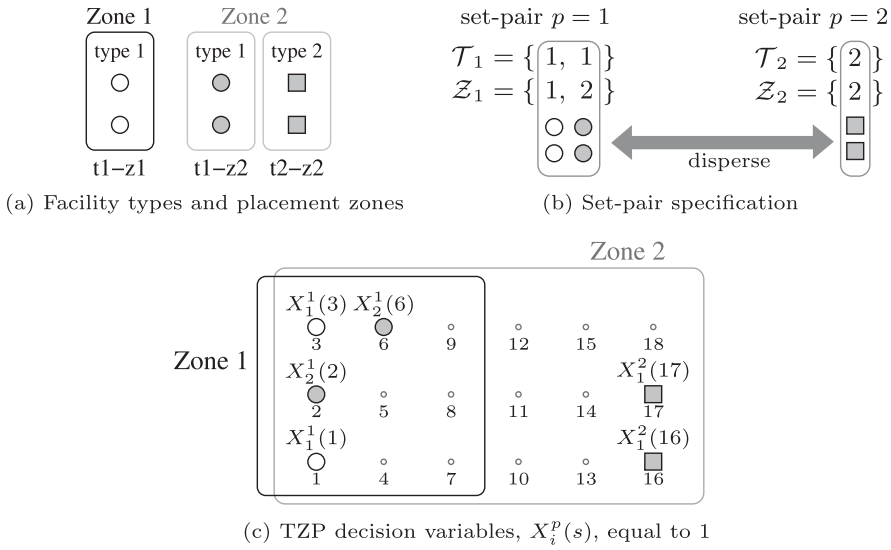 Zone 1
Zone 2
type 1
type 1
type 2
t1−z1
t1−z2
t2−z2
(a) Facility types and placement zones
set-pair p = 1
𝒯₁ = { 1, 1 }
𝒵₁ = { 1, 2 }
set-pair p = 2
𝒯₂ = { 2 }
𝒵₂ = { 2 }
disperse
(b) Set-pair specification
Zone 2
Zone 1
X₁¹(3) X₂¹(6)
3 6 9 12 15 18
X₂¹(2) X₁²(17)
2 5 8 11 14 17
X₁¹(1) X₁²(16)
1 4 7 10 13 16
(c) TZP decision variables, Xᵢᵖ(s), equal to 1